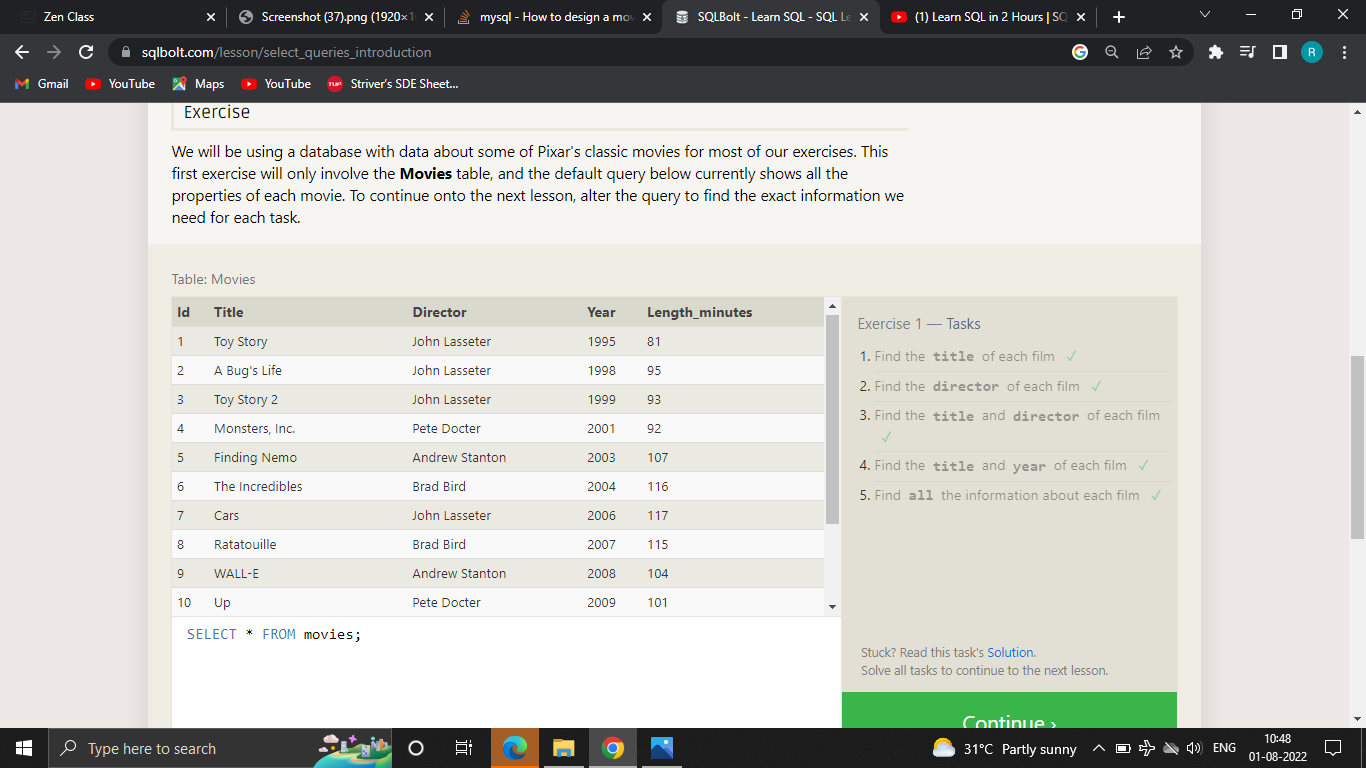 Zen Class
Screenshot (37).png (1920×1
mysql - How to design a mov
SQLBolt - Learn SQL - SQL Le
(1) Learn SQL in 2 Hours | SQ
sqlbolt.com/lesson/select_queries_introduction
R
Gmail
YouTube
Maps
YouTube
TUF
Striver's SDE Sheet...
Exercise
We will be using a database with data about some of Pixar's classic movies for most of our exercises. This
first exercise will only involve the Movies table, and the default query below currently shows all the
properties of each movie. To continue onto the next lesson, alter the query to find the exact information we
need for each task.
Table: Movies
Id Title Director Year Length_minutes
1 Toy Story John Lasseter 1995 81
2 A Bug's Life John Lasseter 1998 95
3 Toy Story 2 John Lasseter 1999 93
4 Monsters, Inc. Pete Docter 2001 92
5 Finding Nemo Andrew Stanton 2003 107
6 The Incredibles Brad Bird 2004 116
7 Cars John Lasseter 2006 117
8 Ratatouille Brad Bird 2007 115
9 WALL-E Andrew Stanton 2008 104
10 Up Pete Docter 2009 101
SELECT * FROM movies;
Exercise 1 — Tasks
1. Find the title of each film ✓
2. Find the director of each film ✓
3. Find the title and director of each film
✓
4. Find the title and year of each film ✓
5. Find all the information about each film ✓
Stuck? Read this task's Solution.
Solve all tasks to continue to the next lesson.
Continue ›
Type here to search
31°C Partly sunny
ENG
10:48
01-08-2022